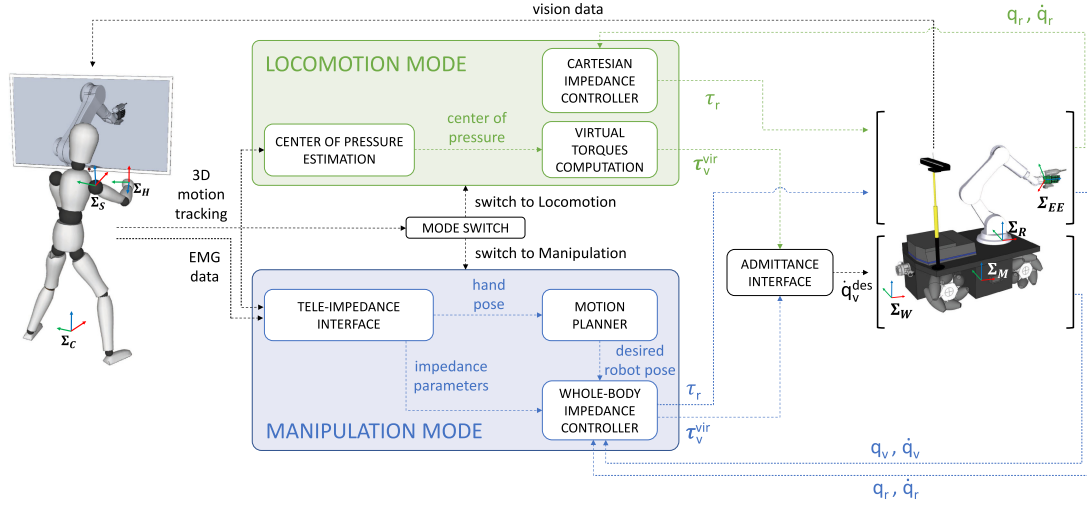 vision data
q_r , q̇_r
LOCOMOTION MODE
CARTESIAN
IMPEDANCE
CONTROLLER
τ_r
center of
pressure
CENTER OF PRESSURE
ESTIMATION
VIRTUAL
TORQUES
COMPUTATION
τ_v^vir
3D
motion
tracking
Σ_S
Σ_H
switch to Locomotion
MODE SWITCH
switch to Manipulation
EMG
data
Σ_C
Σ_EE
Σ_R
Σ_M
Σ_W
ADMITTANCE
INTERFACE
q̇_v^des
TELE-IMPEDANCE
INTERFACE
hand
pose
MOTION
PLANNER
impedance
parameters
desired
robot pose
WHOLE-BODY
IMPEDANCE
CONTROLLER
τ_r
τ_v^vir
MANIPULATION MODE
q_v , q̇_v
q_r , q̇_r